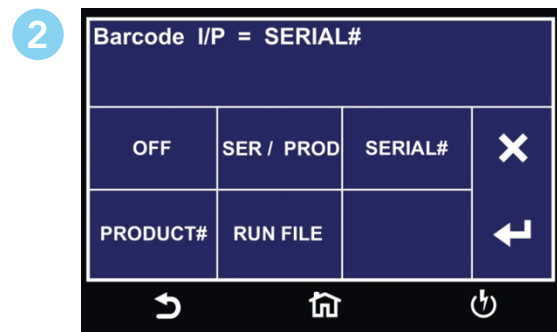 2
Barcode I/P = SERIAL#
OFF
SER / PROD
SERIAL#
PRODUCT#
RUN FILE